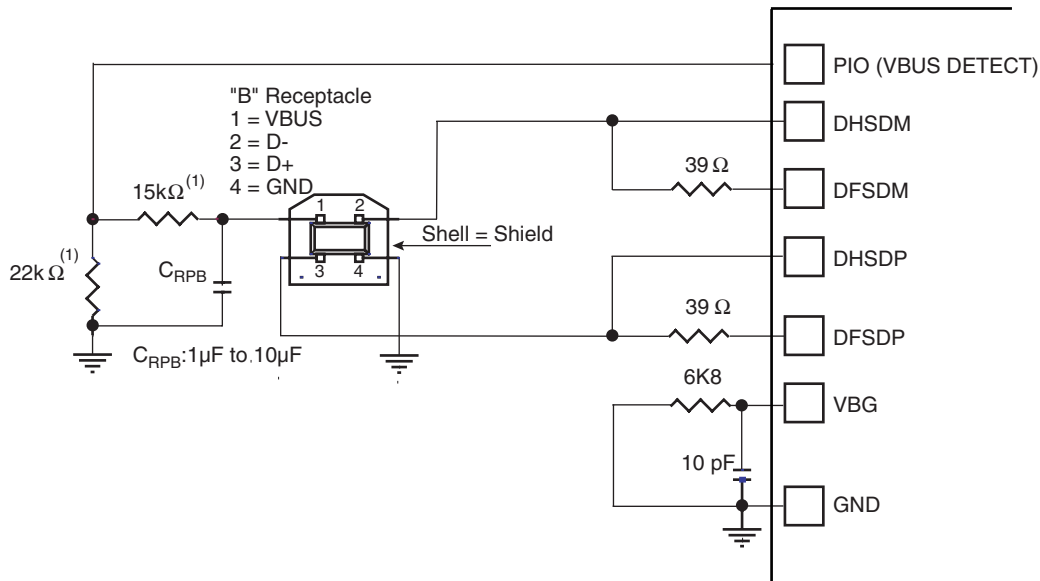 PIO (VBUS DETECT)
"B" Receptacle
1 = VBUS
2 = D-
3 = D+
4 = GND
DHSDM
39 Ω
DFSDM
15kΩ(1)
1 2
Shell = Shield
DHSDP
22kΩ(1)
CRPB
3 4
39 Ω
DFSDP
CRPB:1µF to 10µF
6K8
VBG
10 pF
GND